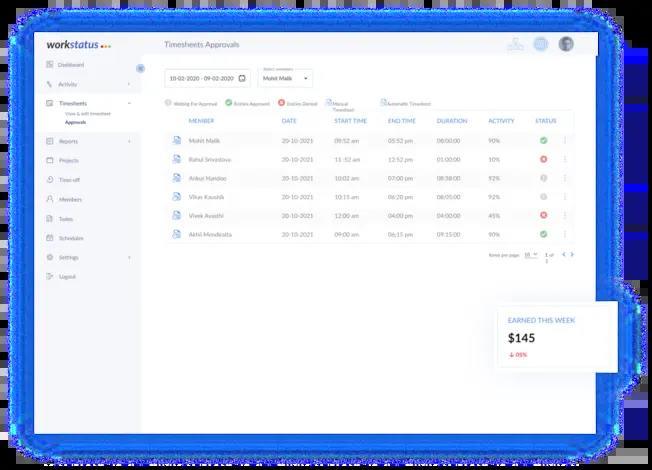 workstatus
Timesheets Approvals
Dashboard
Activity
Timesheets
View & edit timesheet
Approvals
Reports
Projects
Time-off
Members
Schedules
Settings
Logout
Select members
10-02-2020 - 09-02-2020
Mohit Malik
Waiting For Approval
Entries Approved
Entries Denied
Manual Timesheet
Automatic Timesheet
MEMBER DATE START TIME END TIME DURATION ACTIVITY STATUS
Mohit Malik 20-10-2021 09:52 am 05:52 pm 08:00:00 90%
Rahul Srivastava 20-10-2021 11 :52 am 12:52 pm 01:00:00 10%
Ankur Handoo 20-10-2021 10:02 am 07:00 pm 08:58:00 92%
Vikas Kaushik 20-10-2021 10:15 am 06:20 pm 08:05:00 92%
Vivek Avasthi 20-10-2021 12:00 am 04:00 pm 04:00:00 45%
Akhil Mendiratta 20-10-2021 09:00 am 06:15 pm 09:15:00 90%
Items per page: 10 1 of
EARNED THIS WEEK
$145
↓ 05%